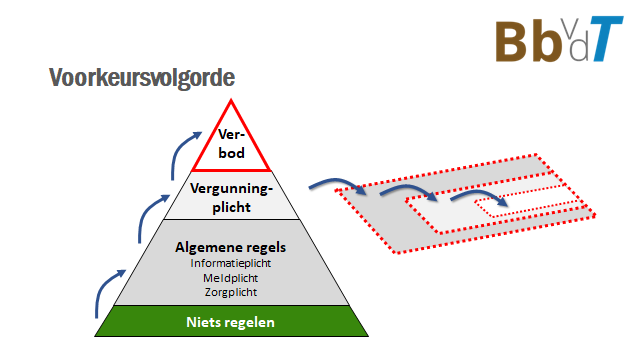 BbVdT
Voorkeursvolgorde
Ver-
bod
Vergunning-
plicht
Algemene regels
Informatieplicht
Meldplicht
Zorgplicht
Niets regelen